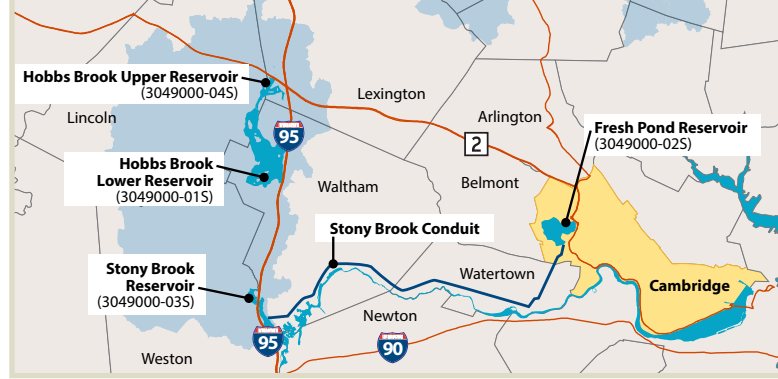 Hobbs Brook Upper Reservoir
(3049000-04S)
Lexington
Lincoln
Arlington
Fresh Pond Reservoir
(3049000-02S)
95
2
Hobbs Brook
Lower Reservoir
(3049000-01S)
Waltham
Belmont
Stony Brook Conduit
Stony Brook
Reservoir
(3049000-03S)
Watertown
Cambridge
Newton
95
90
Weston